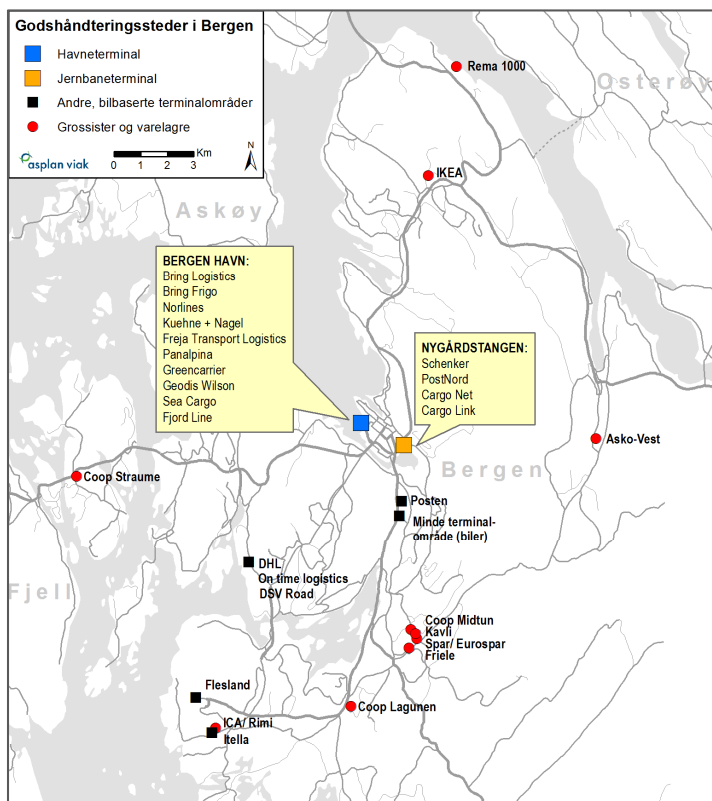 Godshåndteringssteder i Bergen
Havneterminal
Jernbaneterminal
Andre, bilbaserte terminalområder
Grossister og varelagre
asplan viak
Km
0 1 2 3
N
Rema 1000
Osterøy
IKEA
Askøy
BERGEN HAVN:
Bring Logistics
Bring Frigo
Norlines
Kuehne + Nagel
Freja Transport Logistics
Panalpina
Greencarrier
Geodis Wilson
Sea Cargo
Fjord Line
NYGÅRDSTANGEN:
Schenker
PostNord
Cargo Net
Cargo Link
Asko-Vest
Bergen
Coop Straume
Posten
Minde terminal-
område (biler)
DHL
On time logistics
DSV Road
Fjell
Coop Midtun
Kavli
Spar/ Eurospar
Friele
Flesland
Coop Lagunen
ICA/ Rimi
Itella